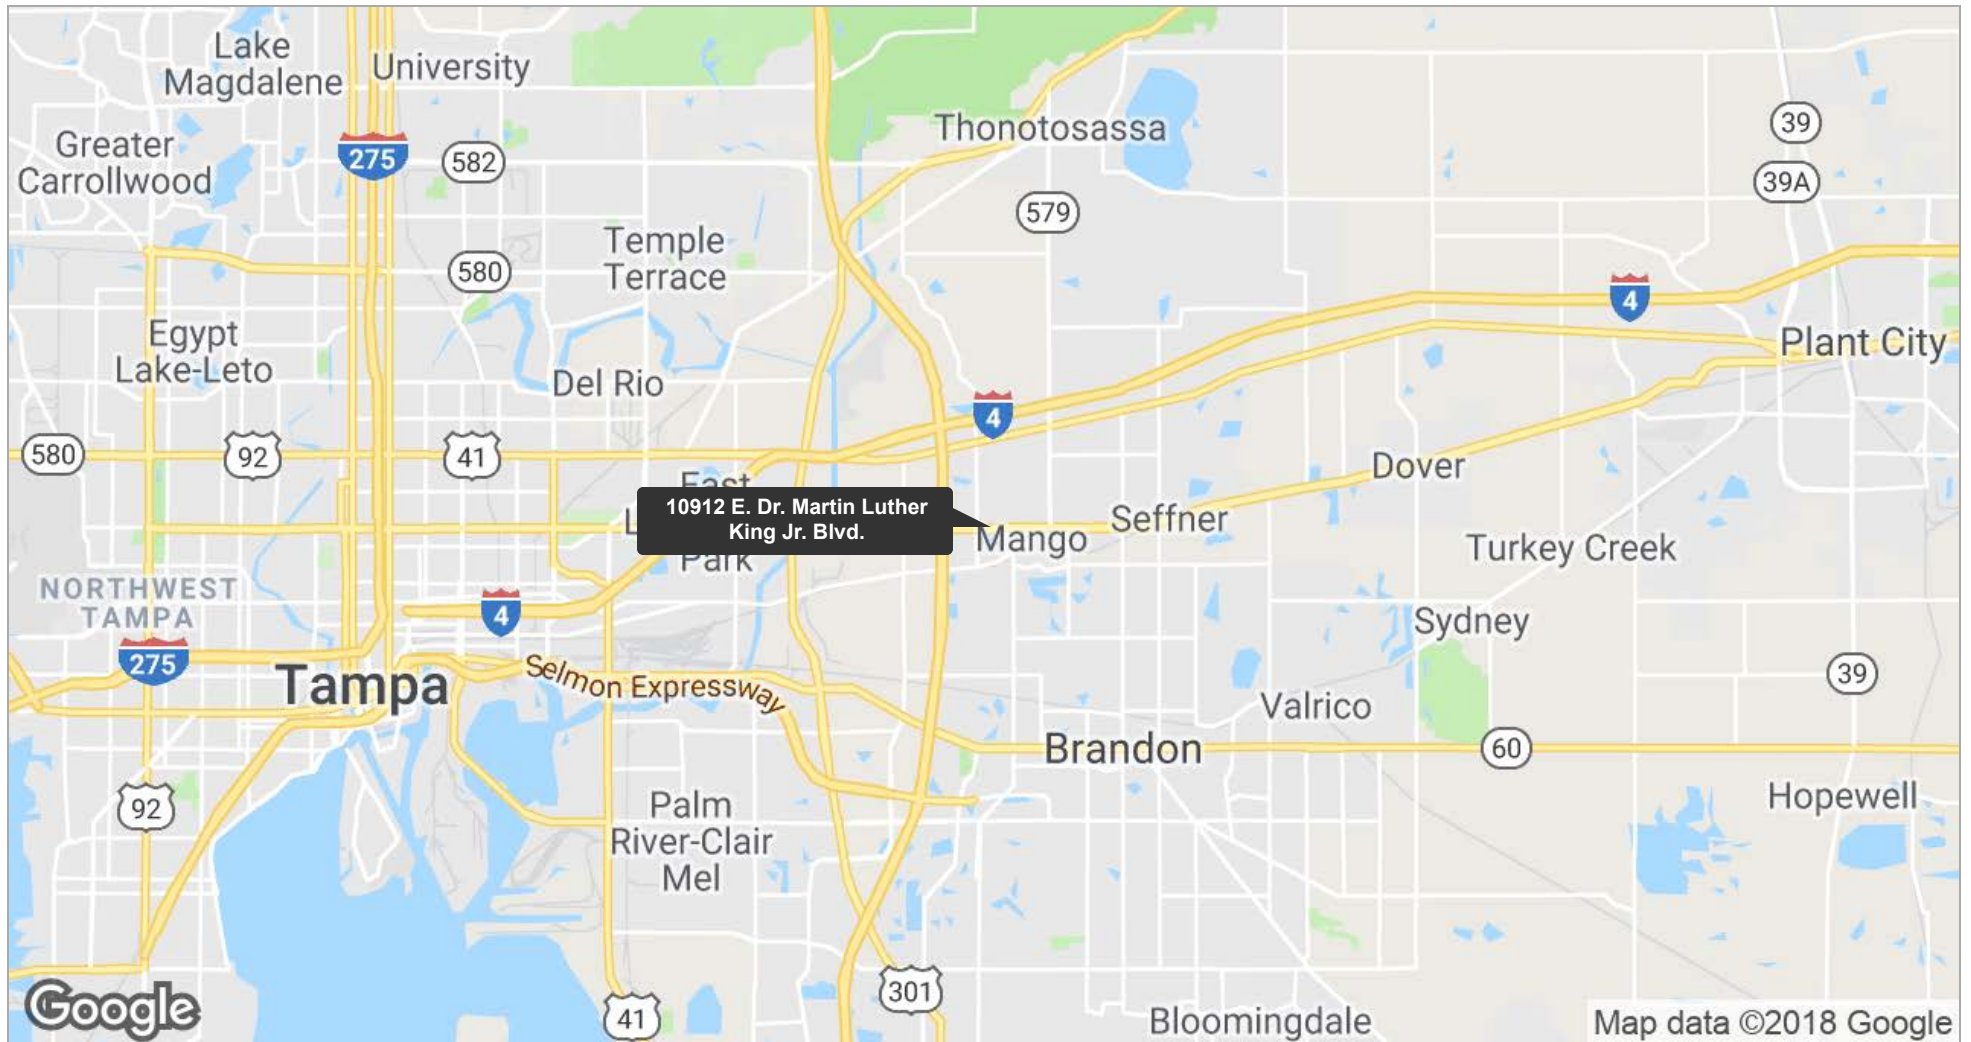 Lake
Magdalene
University
Greater
Carrollwood
275
582
Thonotosassa
39
39A
579
Temple
Terrace
580
4
Egypt
Lake-Leto
Del Rio
Plant City
4
580
92
41
Dover
East
L
Park
10912 E. Dr. Martin Luther
King Jr. Blvd.
Mango
Seffner
Turkey Creek
NORTHWEST
TAMPA
4
Sydney
275
Tampa
Selmon Expressway
Valrico
39
Brandon
60
92
Palm
River-Clair
Mel
Hopewell
Google
41
301
Bloomingdale
Map data ©2018 Google